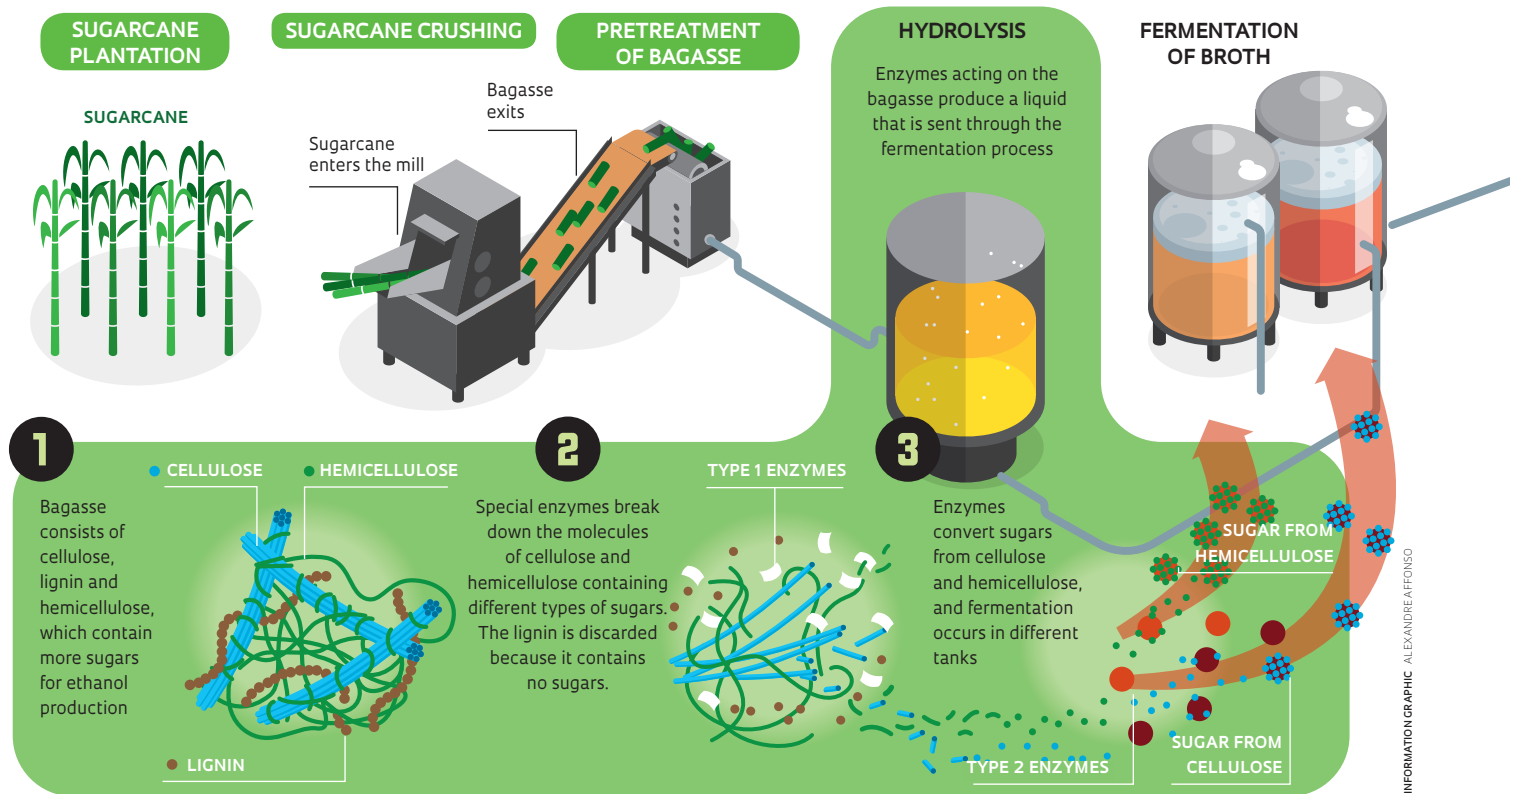 SUGARCANE
PLANTATION
SUGARCANE CRUSHING
PRETREATMENT
OF BAGASSE
HYDROLYSIS
Enzymes acting on the
bagasse produce a liquid
that is sent through the
fermentation process
FERMENTATION
OF BROTH
SUGARCANE
Sugarcane
enters the mill
Bagasse
exits
1
CELLULOSE
HEMICELLULOSE
Bagasse
consists of
cellulose,
lignin and
hemicellulose,
which contain
more sugars
for ethanol
production
LIGNIN
2
Special enzymes break
down the molecules
of cellulose and
hemicellulose containing
different types of sugars.
The lignin is discarded
because it contains
no sugars.
TYPE 1 ENZYMES
3
Enzymes
convert sugars
from cellulose
and hemicellulose,
and fermentation
occurs in different
tanks
SUGAR FROM
HEMICELLULOSE
TYPE 2 ENZYMES
SUGAR FROM
CELLULOSE
INFORMATION GRAPHIC ALEXANDRE AFFONSO